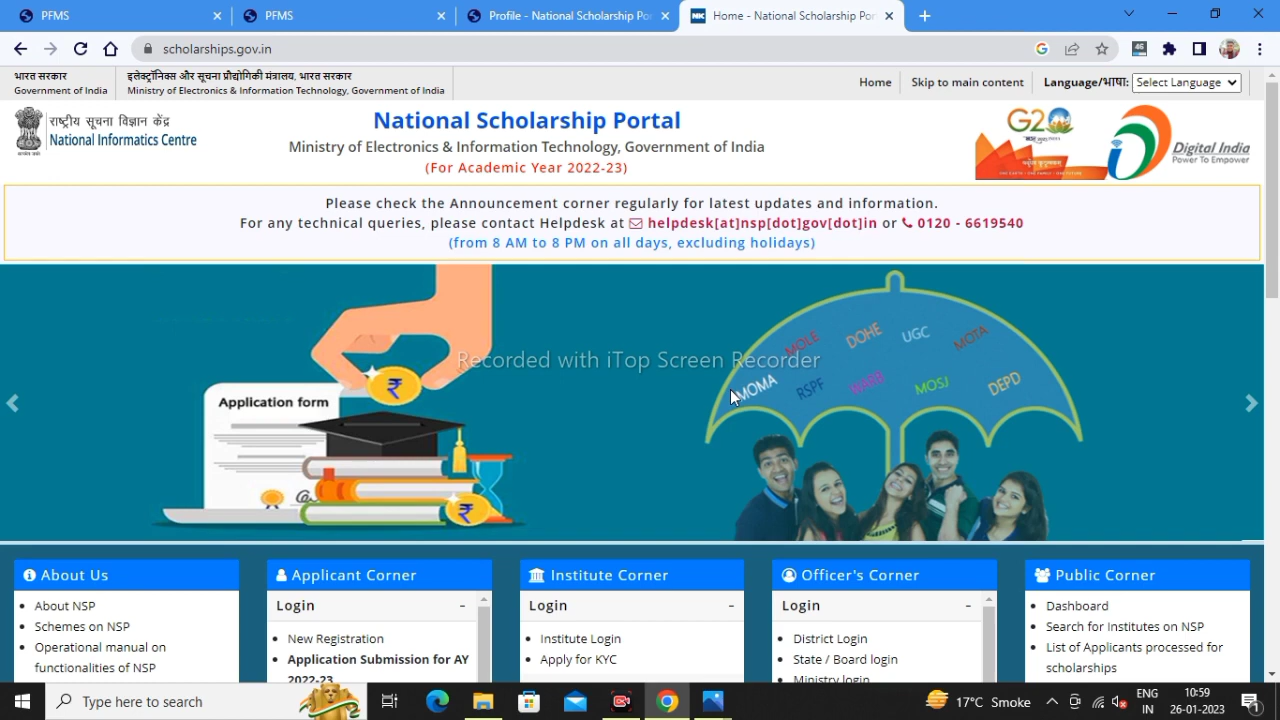 PFMS
PFMS
Profile - National Scholarship Po
Home - National Scholarship Por
scholarships.gov.in
46
भारत सरकार
Government of India
इलेक्ट्रॉनिक्स और सूचना प्रौद्योगिकी मंत्रालय, भारत सरकार
Ministry of Electronics & Information Technology, Government of India
Home
Skip to main content
Language/भाषा:
Select Language
राष्ट्रीय सूचना विज्ञान केंद्र
National Informatics Centre
National Scholarship Portal
Ministry of Electronics & Information Technology, Government of India
(For Academic Year 2022-23)
G20
Digital India
Power To Empower
Please check the Announcement corner regularly for latest updates and information.
For any technical queries, please contact Helpdesk at helpdesk[at]nsp[dot]gov[dot]in or 0120 - 6619540
(from 8 AM to 8 PM on all days, excluding holidays)
Recorded with iTop Screen Recorder
Application form
MOLE DOHE UGC MOTA
MOMA RSPF WARB MOSJ DEPD
About Us
About NSP
Schemes on NSP
Operational manual on
functionalities of NSP
Applicant Corner
Login -
New Registration
Application Submission for AY
2022-23
Institute Corner
Login -
Institute Login
Apply for KYC
Officer's Corner
Login -
District Login
State / Board login
Ministry login
Public Corner
Dashboard
Search for Institutes on NSP
List of Applicants processed for
scholarships
Type here to search
17°C Smoke
ENG
IN
10:59
26-01-2023
1